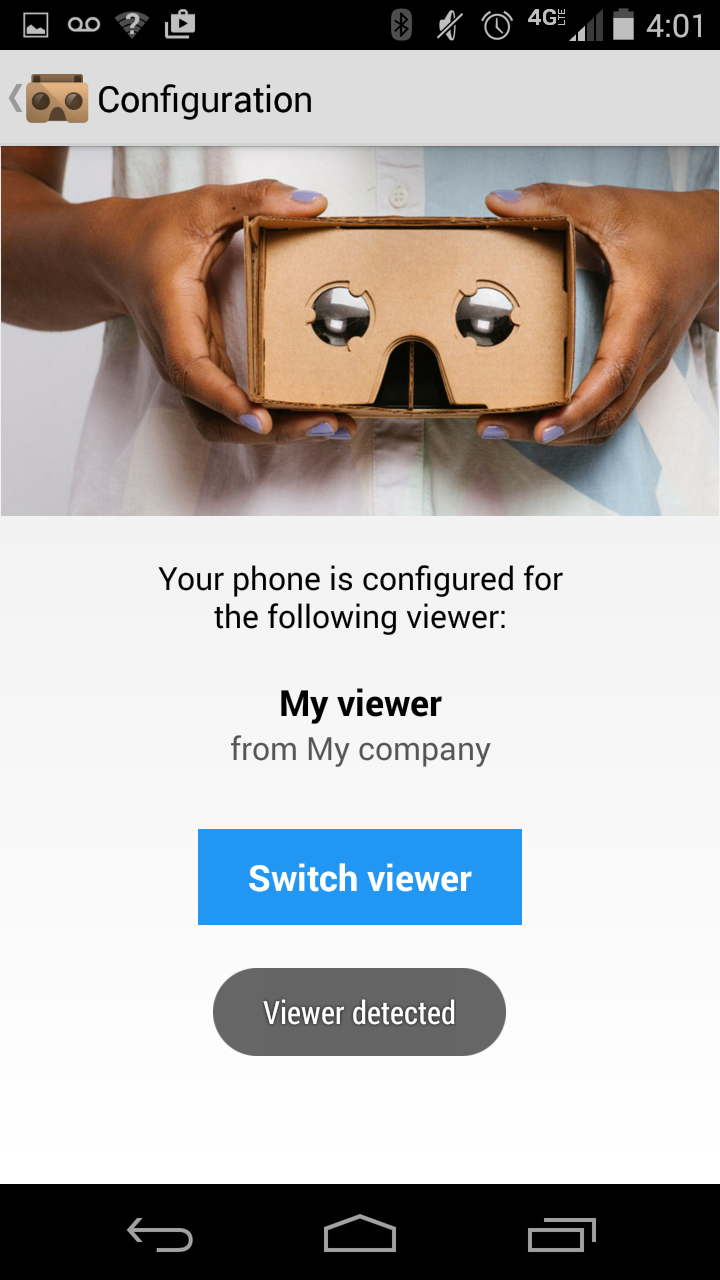 4G LTE 4:01
Configuration
Your phone is configured for
the following viewer:
My viewer
from My company
Switch viewer
Viewer detected